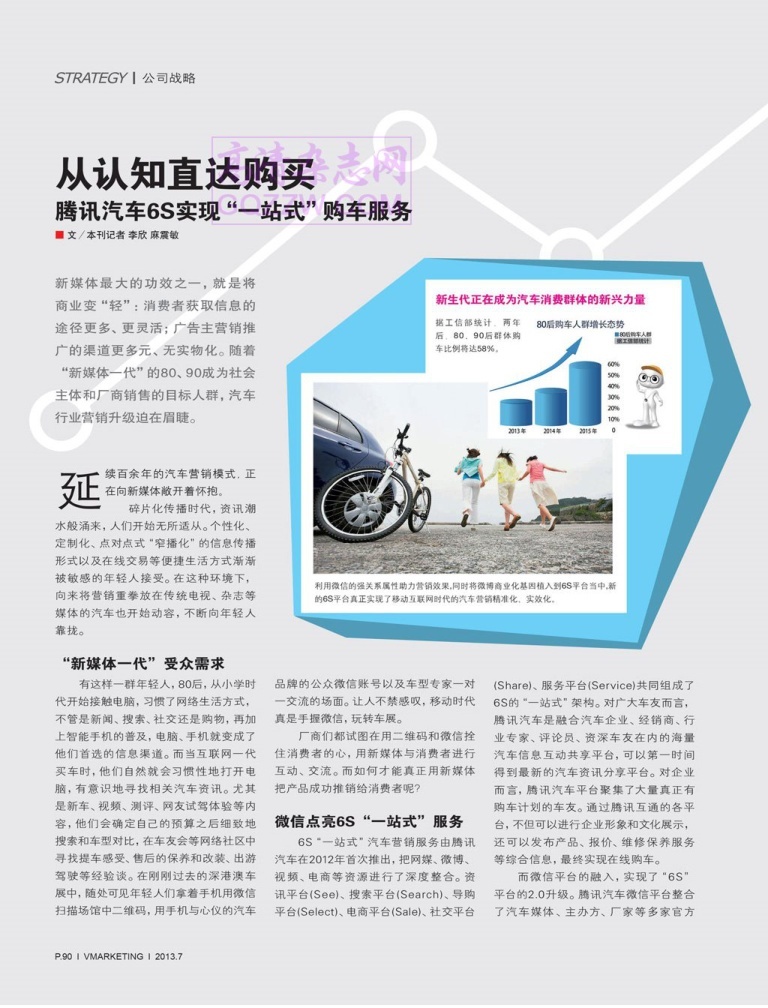 STRATEGY | 公司战略
高清杂志网
GQZZW.COM
从认知直达购买
腾讯汽车6S实现“一站式”购车服务
■ 文／本刊记者 李欣 麻震敏
新媒体最大的功效之一，就是将
商业变“轻”：消费者获取信息的
途径更多、更灵活；广告主营销推
广的渠道更多元、无实物化。随着
“新媒体一代”的80、90成为社会
主体和厂商销售的目标人群，汽车
行业营销升级迫在眉睫。
新生代正在成为汽车消费群体的新兴力量
据工信部统计，两年
后，80、90后群体购
车比例将达58%。
80后购车人群增长态势
■80后购车人群
据工信部统计
60%
50%
40%
30%
20%
10%
0
2013 年 2014 年 2015 年
利用微信的强关系属性助力营销效果,同时将微博商业化基因植入到6S平台当中,新
的6S平台真正实现了移动互联网时代的汽车营销精准化、实效化。
延续百余年的汽车营销模式，正
在向新媒体敞开着怀抱。
碎片化传播时代，资讯潮
水般涌来，人们开始无所适从。个性化、
定制化、点对点式“窄播化”的信息传播
形式以及在线交易等便捷生活方式渐渐
被敏感的年轻人接受。在这种环境下，
向来将营销重拳放在传统电视、杂志等
媒体的汽车也开始动容，不断向年轻人
靠拢。
“新媒体一代”受众需求
有这样一群年轻人，80后，从小学时
代开始接触电脑，习惯了网络生活方式，
不管是新闻、搜索、社交还是购物，再加
上智能手机的普及，电脑、手机就变成了
他们首选的信息渠道。而当互联网一代
买车时，他们自然就会习惯性地打开电
脑，有意识地寻找相关汽车资讯。尤其
是新车、视频、测评、网友试驾体验等内
容，他们会确定自己的预算之后细致地
搜索和车型对比，在车友会等网络社区中
寻找提车感受、售后的保养和改装、出游
驾驶等经验谈。在刚刚过去的深港澳车
展中，随处可见年轻人们拿着手机用微信
扫描场馆中二维码，用手机与心仪的汽车
品牌的公众微信账号以及车型专家一对
一交流的场面。让人不禁感叹，移动时代
真是手握微信，玩转车展。
厂商们都试图在用二维码和微信拴
住消费者的心，用新媒体与消费者进行
互动、交流。而如何才能真正用新媒体
把产品成功推销给消费者呢？
微信点亮6S“一站式”服务
6S“一站式”汽车营销服务由腾讯
汽车在2012年首次推出，把网媒、微博、
视频、电商等资源进行了深度整合。资
讯平台(See)、搜索平台(Search)、导购
平台(Select)、电商平台(Sale)、社交平台
(Share)、服务平台(Service)共同组成了
6S的“一站式”架构。对广大车友而言，
腾讯汽车是融合汽车企业、经销商、行
业专家、评论员、资深车友在内的海量
汽车信息互动共享平台，可以第一时间
得到最新的汽车资讯分享平台。对企业
而言，腾讯汽车平台聚集了大量真正有
购车计划的车友。通过腾讯互通的各平
台，不但可以进行企业形象和文化展示，
还可以发布产品、报价、维修保养服务
等综合信息，最终实现在线购车。
而微信平台的融入，实现了“6S”
平台的2.0升级。腾讯汽车微信平台整合
了汽车媒体、主办方、厂家等多家官方
P.90 | VMARKETING | 2013.7